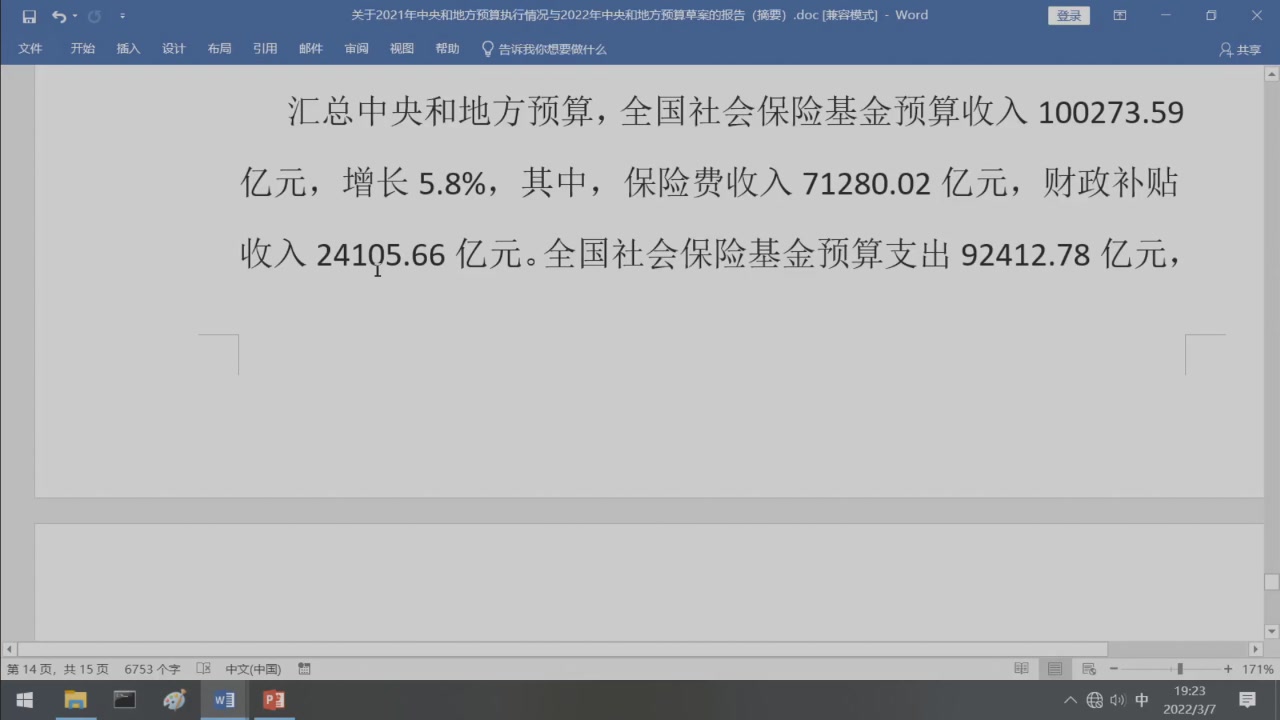 关于2021年中央和地方预算执行情况与2022年中央和地方预算草案的报告（摘要）.doc [兼容模式] - Word
登录
文件 开始 插入 设计 布局 引用 邮件 审阅 视图 帮助 告诉我你想要做什么 共享
汇总中央和地方预算，全国社会保险基金预算收入 100273.59
亿元，增长 5.8%，其中，保险费收入 71280.02 亿元，财政补贴
收入 24105.66 亿元。全国社会保险基金预算支出 92412.78 亿元，
第 14 页，共 15 页 6753 个字 中文(中国) 171%
中
19:23
2022/3/7